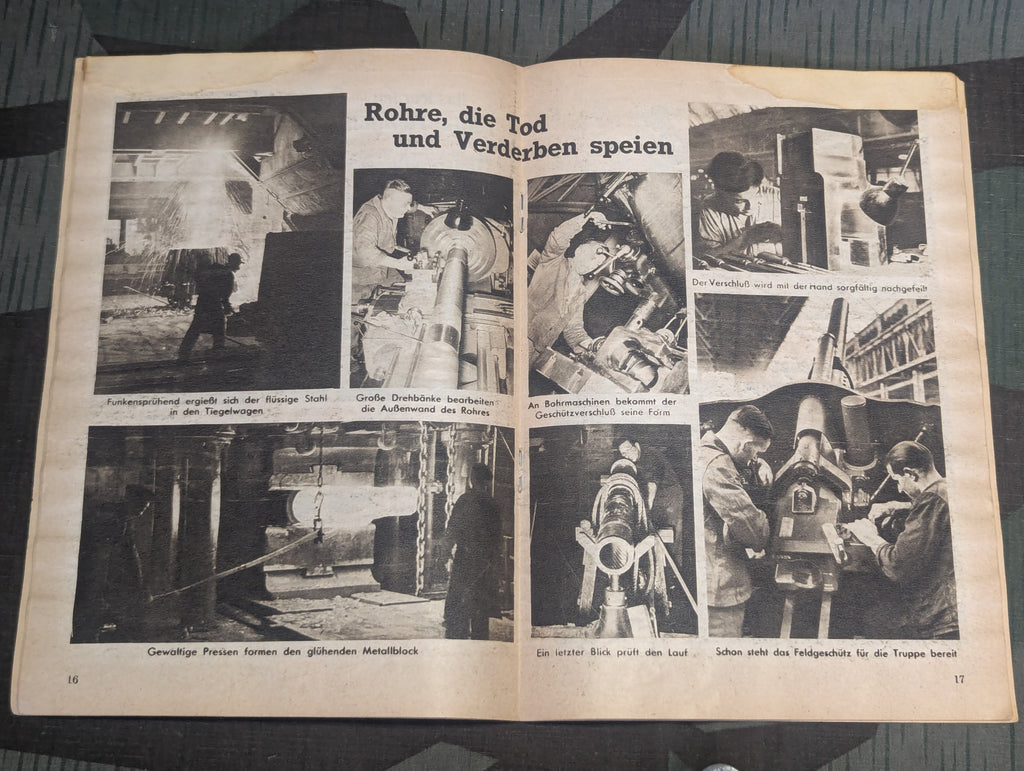 Rohre, die Tod
und Verderben speien
Funkensprühend ergießt sich der flüssige Stahl
in den Tiegelwagen
Große Drehbänke bearbeiten
die Außenwand des Rohres
An Bohrmaschinen bekommt der
Geschützverschluß seine Form
Der Verschluß wird mit der Hand sorgfältig nachgefeilt
Gewaltige Pressen formen den glühenden Metallblock
Ein letzter Blick prüft den Lauf
Schon steht das Feldgeschütz für die Truppe bereit
16
17